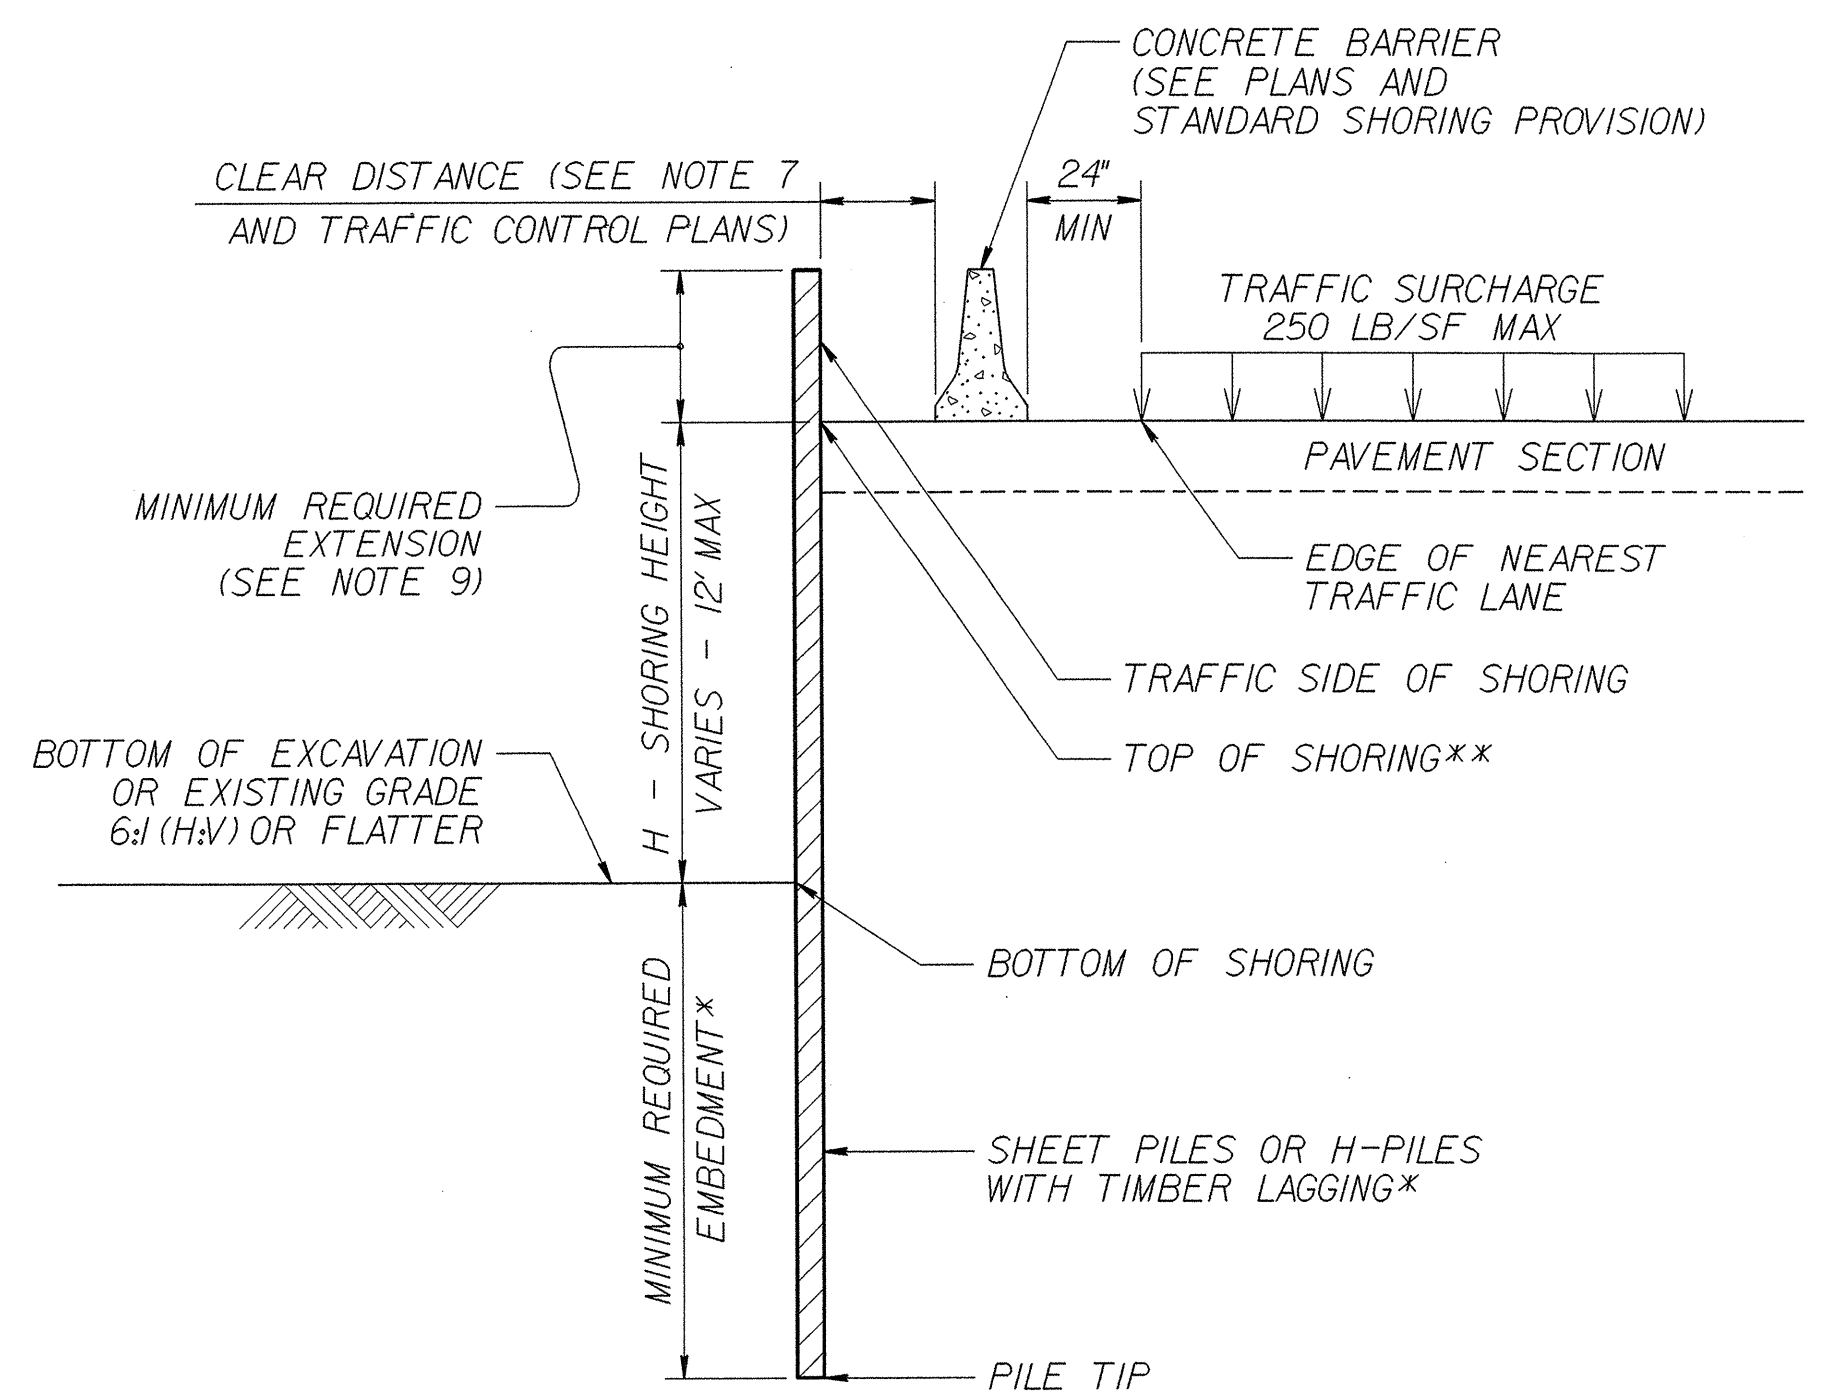 CONCRETE BARRIER
(SEE PLANS AND
STANDARD SHORING PROVISION)
CLEAR DISTANCE (SEE NOTE 7
AND TRAFFIC CONTROL PLANS)
24"
MIN
TRAFFIC SURCHARGE
250 LB/SF MAX
PAVEMENT SECTION
MINIMUM REQUIRED
EXTENSION
(SEE NOTE 9)
H - SHORING HEIGHT
VARIES - 12' MAX
EDGE OF NEAREST
TRAFFIC LANE
TRAFFIC SIDE OF SHORING
TOP OF SHORING**
BOTTOM OF EXCAVATION
OR EXISTING GRADE
6:1 (H:V) OR FLATTER
BOTTOM OF SHORING
MINIMUM REQUIRED
EMBEDMENT*
SHEET PILES OR H-PILES
WITH TIMBER LAGGING*
PILE TIP